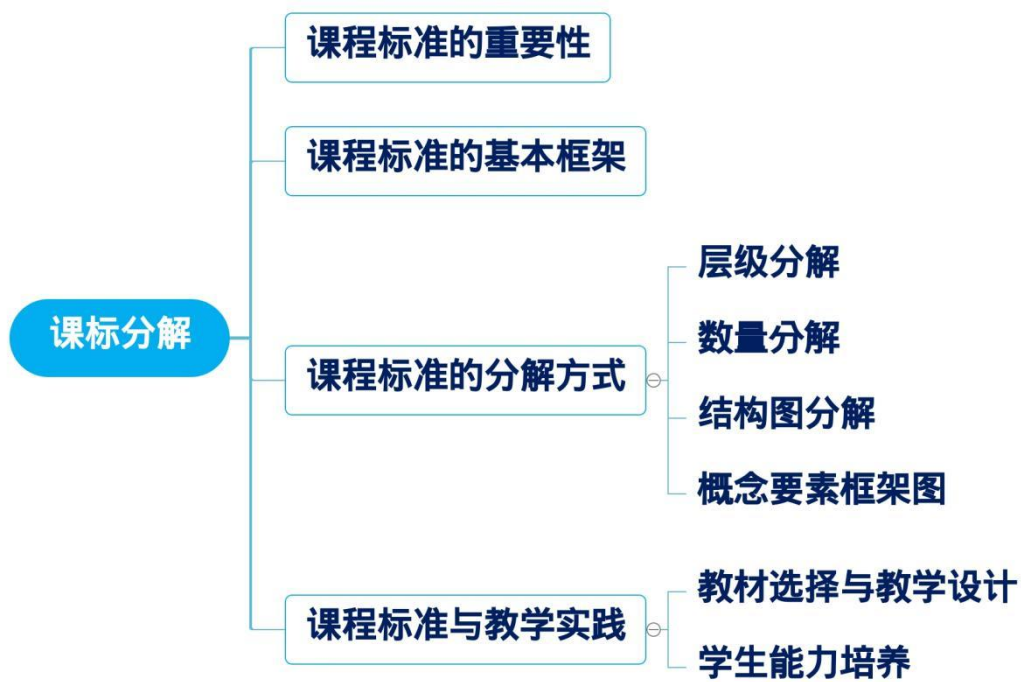 课标分解
课程标准的重要性
课程标准的基本框架
课程标准的分解方式
层级分解
数量分解
结构图分解
概念要素框架图
课程标准与教学实践
教材选择与教学设计
学生能力培养